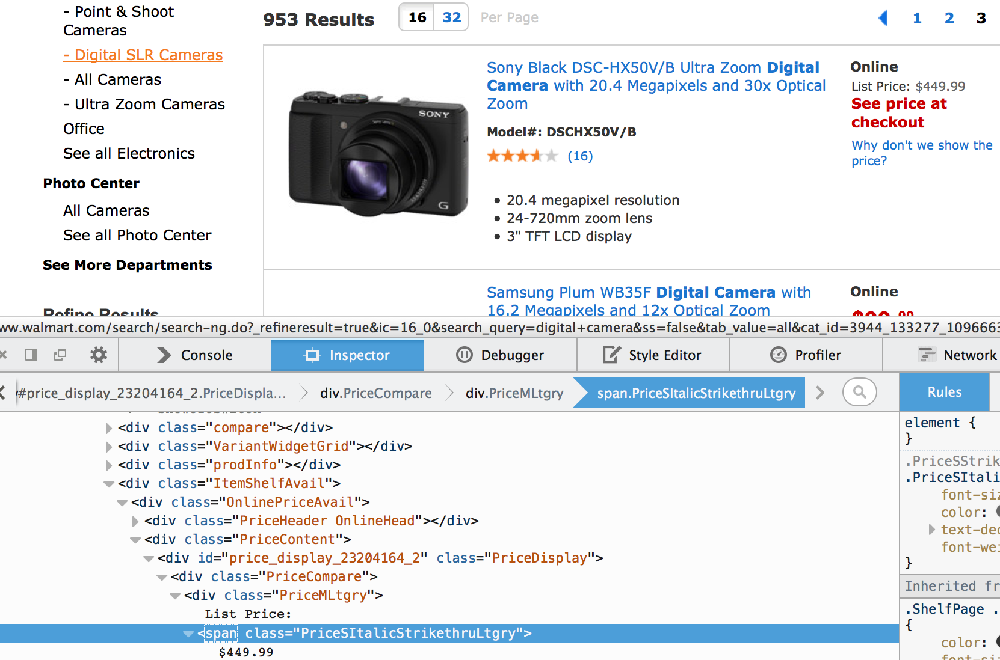 - Point & Shoot
Cameras
- Digital SLR Cameras
- All Cameras
- Ultra Zoom Cameras
Office
See all Electronics
Photo Center
All Cameras
See all Photo Center
See More Departments
Refine Results
953 Results
16 32 Per Page
1 2 3
SONY
Sony Lens G
G
Sony Black DSC-HX50V/B Ultra Zoom Digital
Camera with 20.4 Megapixels and 30x Optical
Zoom
Model#: DSCHX50V/B
(16)
• 20.4 megapixel resolution
• 24-720mm zoom lens
• 3" TFT LCD display
Online
List Price: $449.99
See price at
checkout
Why don't we show the
price?
Samsung Plum WB35F Digital Camera with
16.2 Megapixels and 12x Optical Zoom
Online
ww.walmart.com/search/search-ng.do?_refineresult=true&ic=16_0&search_query=digital+camera&ss=false&tab_value=all&cat_id=3944_133277_1096663
Console Inspector Debugger Style Editor Profiler Network
#price_display_23204164_2.PriceDispla... div.PriceCompare div.PriceMLtgry span.PriceSItalicStrikethruLtgry
<div class="compare"></div>
<div class="VariantWidgetGrid"></div>
<div class="prodInfo"></div>
<div class="ItemShelfAvail">
<div class="OnlinePriceAvail">
<div class="PriceHeader OnlineHead"></div>
<div class="PriceContent">
<div id="price_display_23204164_2" class="PriceDisplay">
<div class="PriceCompare">
<div class="PriceMLtgry">
List Price:
<span class="PriceSItalicStrikethruLtgry">
$449.99
Rules
element {
}
.PriceSStrik
.PriceSItali
font-siz
color:
text-dec
font-wei
}
Inherited fr
.ShelfPage .
{
color:
font-siz